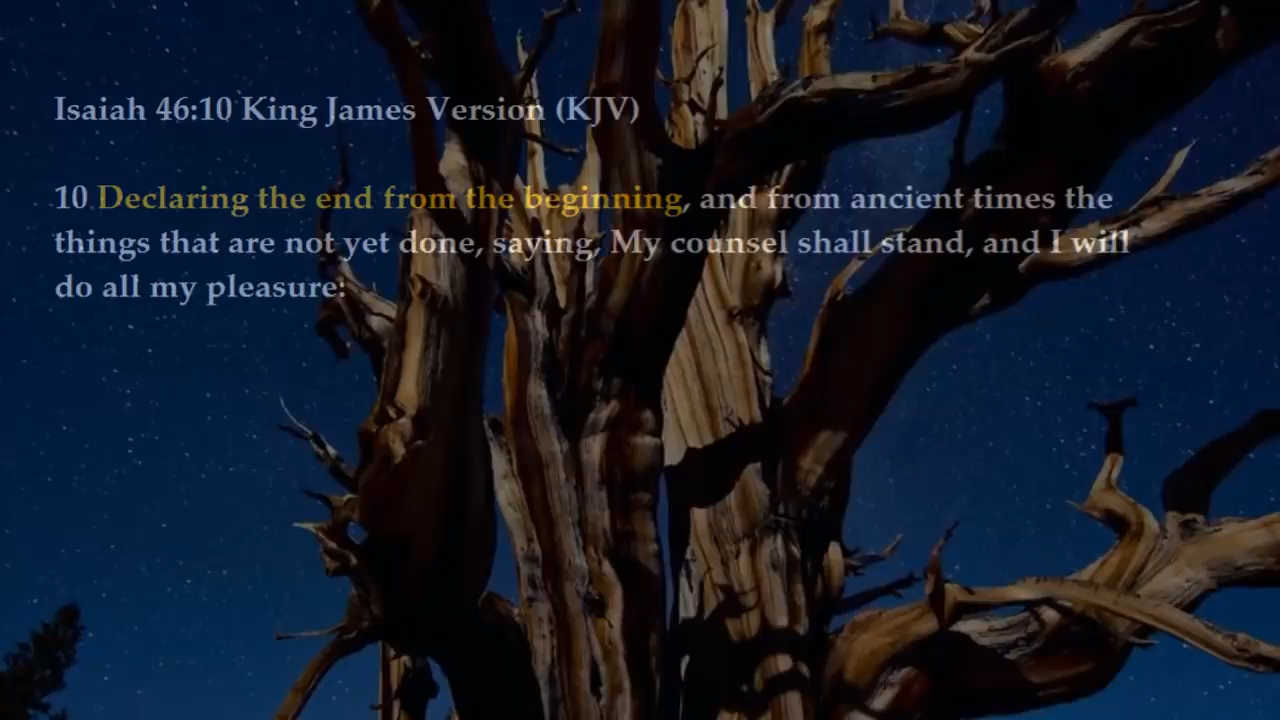 Isaiah 46:10 King James Version (KJV)
10 Declaring the end from the beginning, and from ancient times the
things that are not yet done, saying, My counsel shall stand, and I will
do all my pleasure: